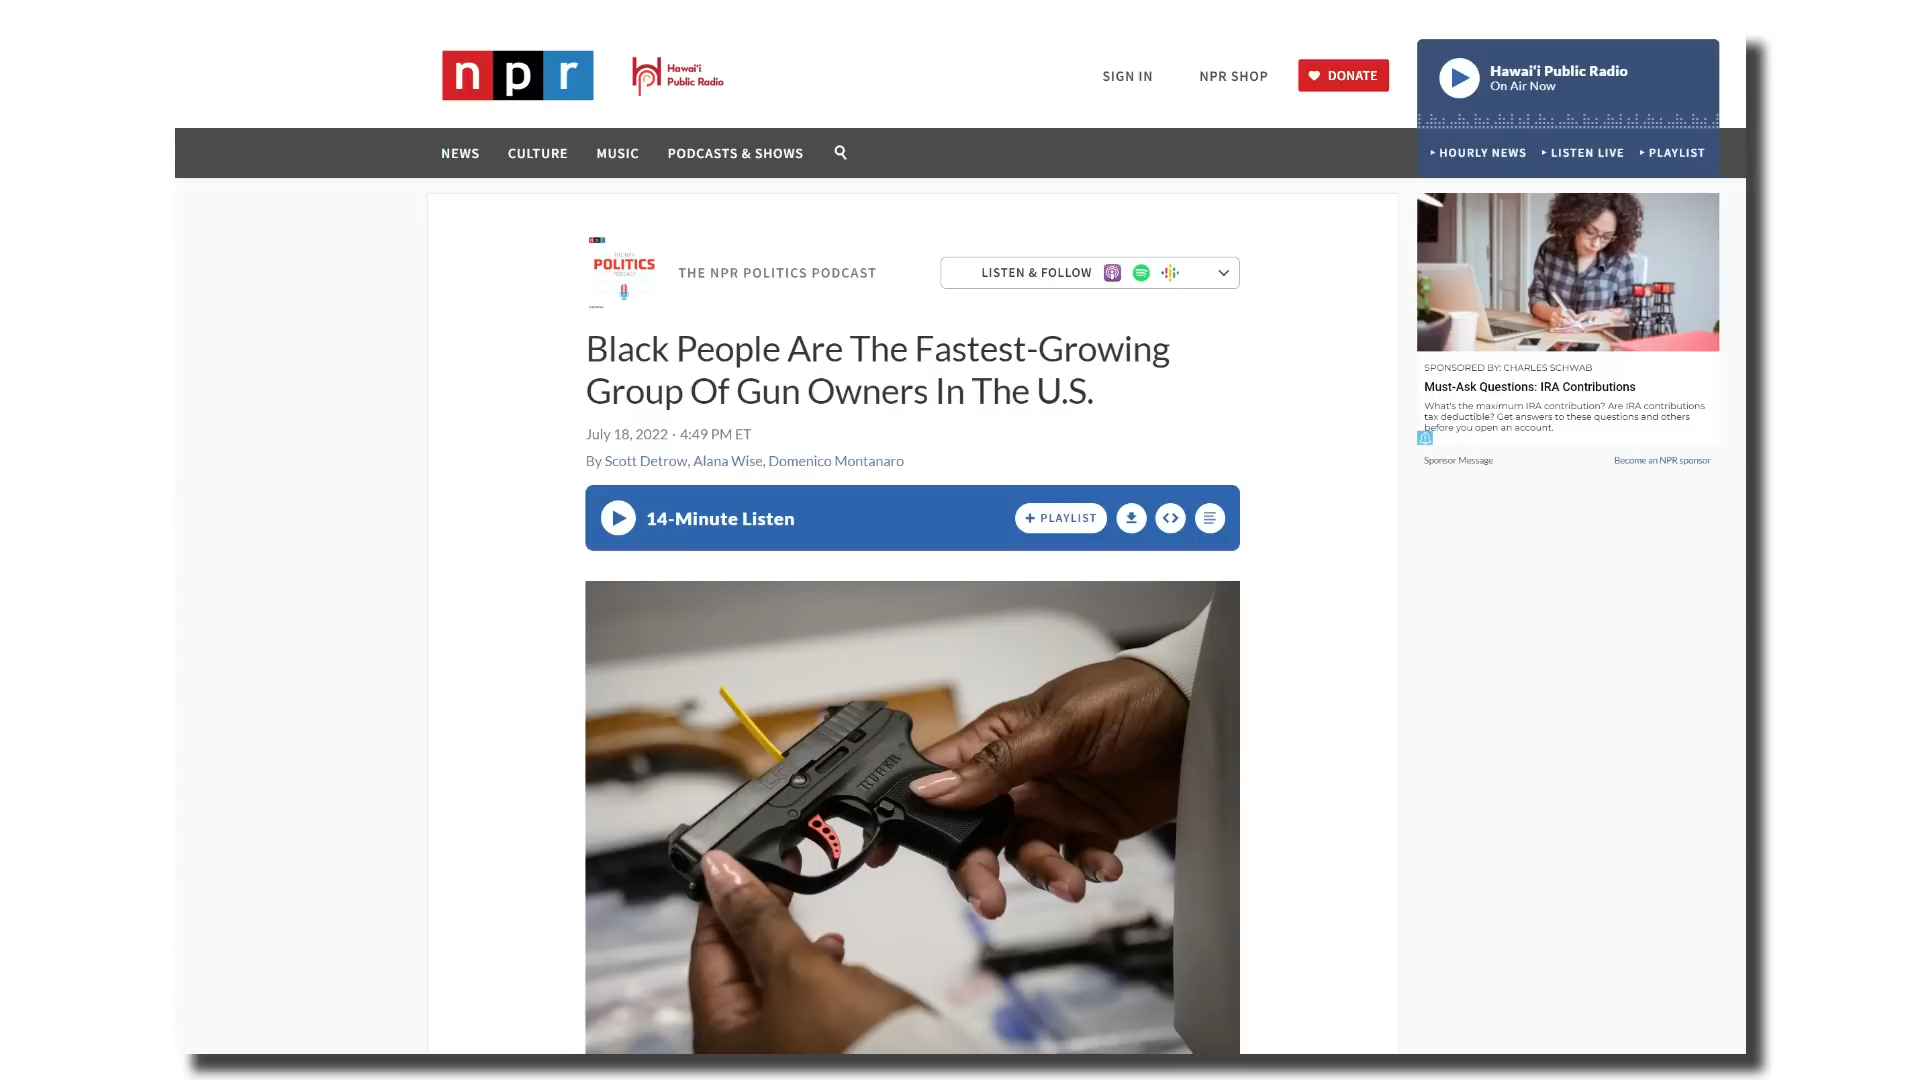 npr
Hawai'i
Public Radio
SIGN IN
NPR SHOP
DONATE
Hawai'i Public Radio
On Air Now
NEWS
CULTURE
MUSIC
PODCASTS & SHOWS
HOURLY NEWS
LISTEN LIVE
PLAYLIST
THE NPR
POLITICS
PODCAST
THE NPR POLITICS PODCAST
LISTEN & FOLLOW
Black People Are The Fastest-Growing
Group Of Gun Owners In The U.S.
July 18, 2022 · 4:49 PM ET
By Scott Detrow, Alana Wise, Domenico Montanaro
14-Minute Listen
+ PLAYLIST
RUGER
SPONSORED BY: CHARLES SCHWAB
Must-Ask Questions: IRA Contributions
What's the maximum IRA contribution? Are IRA contributions
tax deductible? Get answers to these questions and others
before you open an account.
Sponsor Message
Become an NPR sponsor